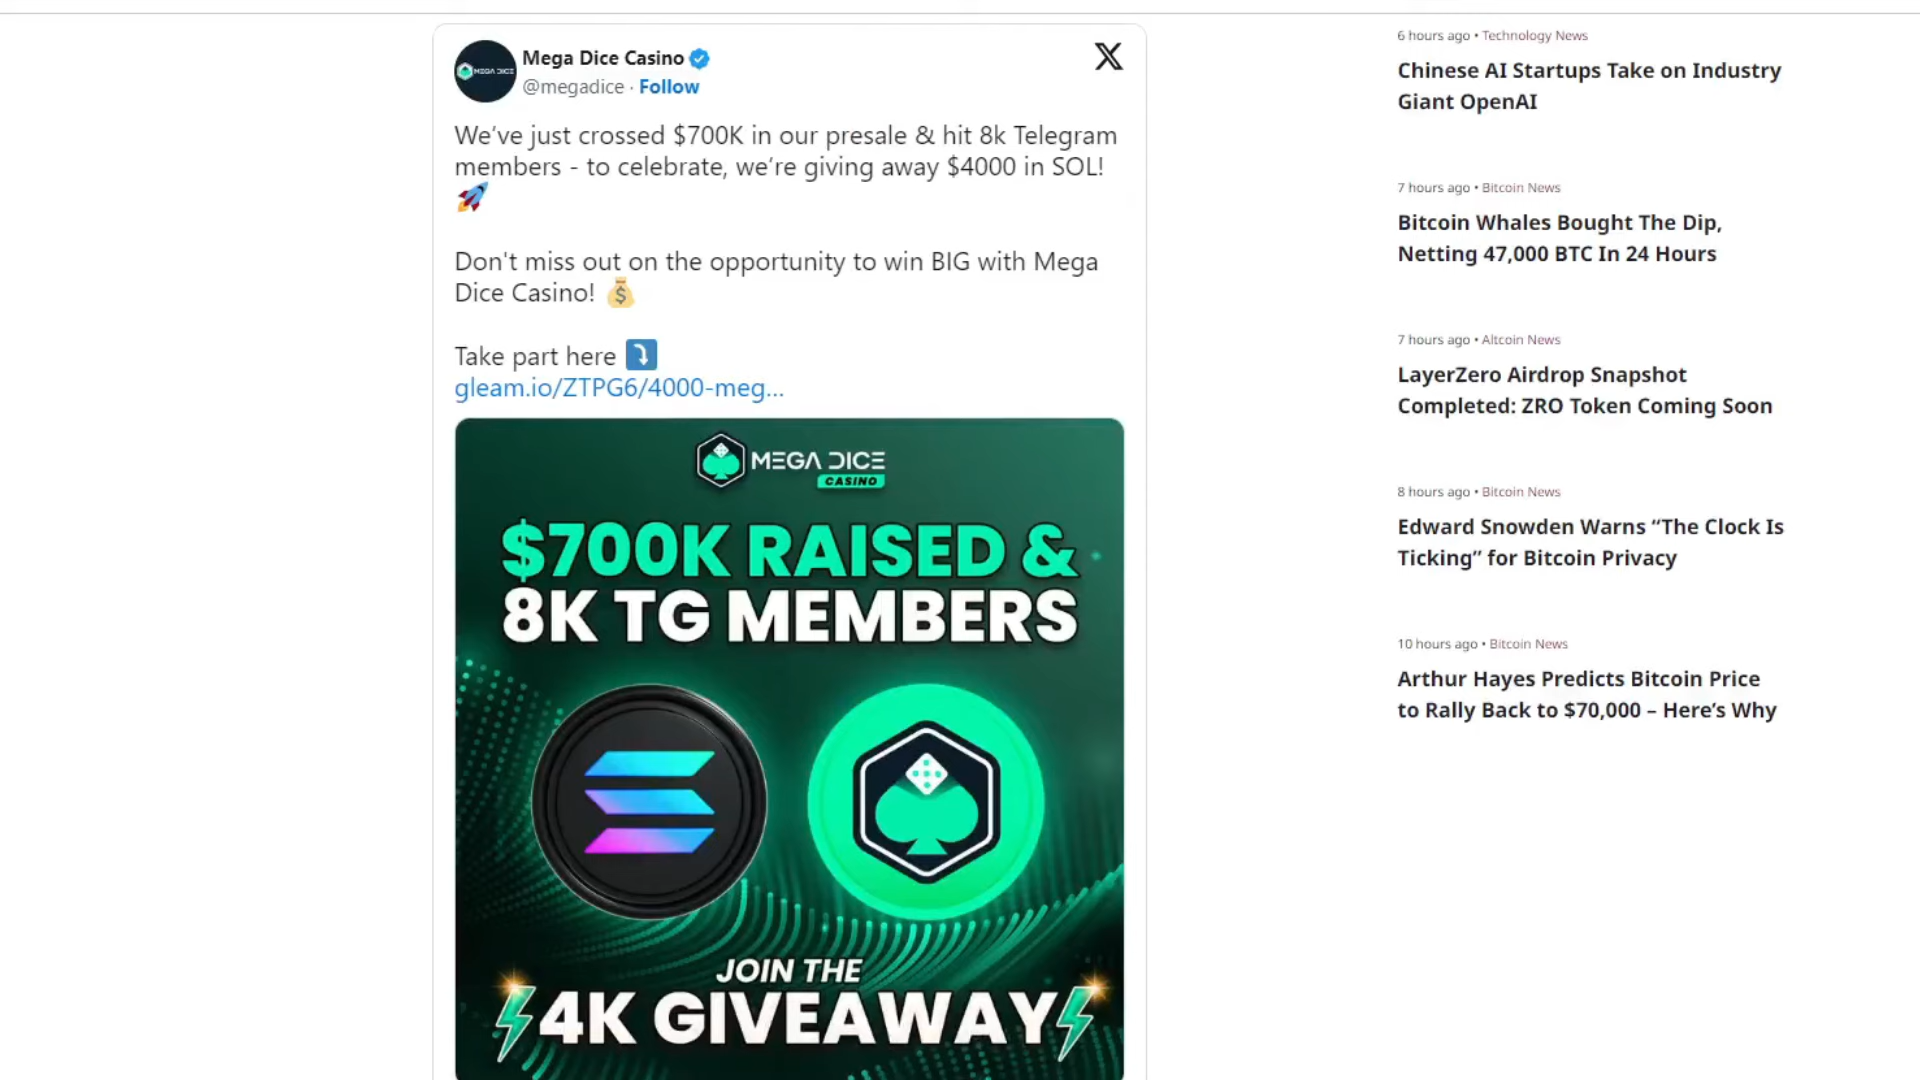 Mega Dice Casino
@megadice · Follow
We’ve just crossed $700K in our presale & hit 8k Telegram
members - to celebrate, we’re giving away $4000 in SOL!
Don't miss out on the opportunity to win BIG with Mega
Dice Casino!
Take part here
gleam.io/ZTPG6/4000-meg…
MEGA DICE
CASINO
$700K RAISED &
8K TG MEMBERS
JOIN THE
4K GIVEAWAY
6 hours ago • Technology News
Chinese AI Startups Take on Industry
Giant OpenAI
7 hours ago • Bitcoin News
Bitcoin Whales Bought The Dip,
Netting 47,000 BTC In 24 Hours
7 hours ago • Altcoin News
LayerZero Airdrop Snapshot
Completed: ZRO Token Coming Soon
8 hours ago • Bitcoin News
Edward Snowden Warns “The Clock Is
Ticking” for Bitcoin Privacy
10 hours ago • Bitcoin News
Arthur Hayes Predicts Bitcoin Price
to Rally Back to $70,000 – Here’s Why